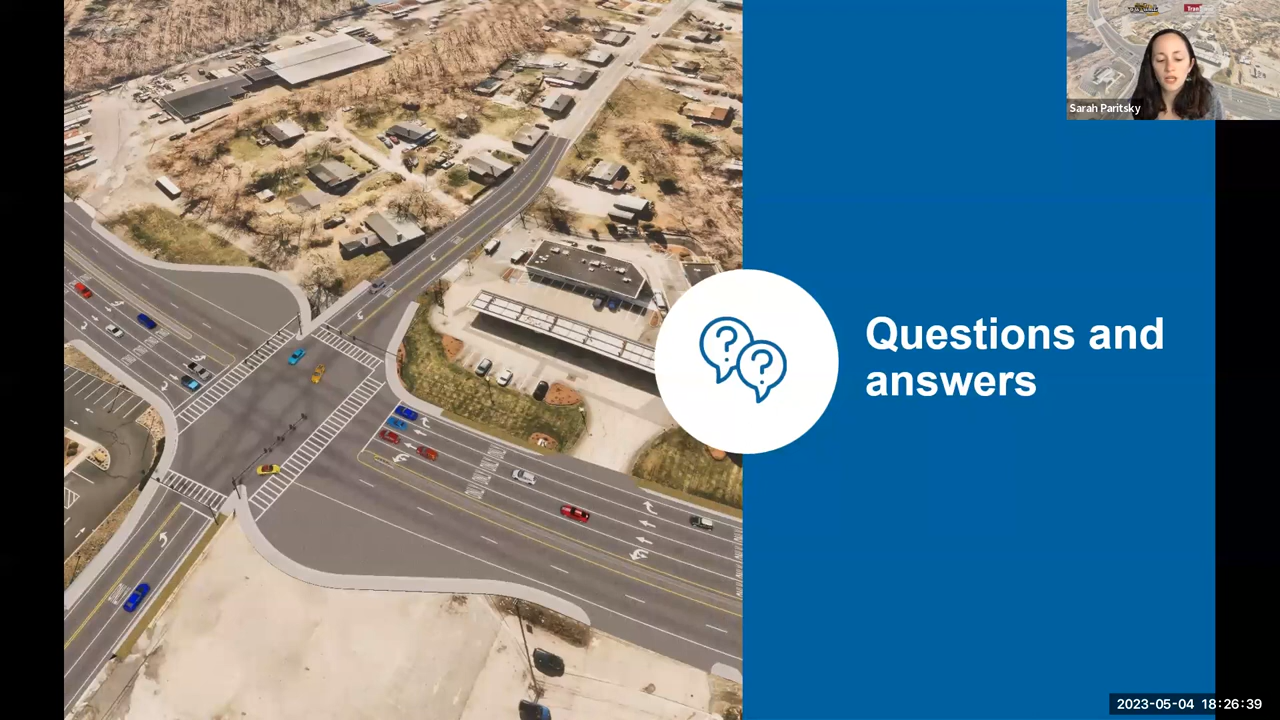 Sarah Paritsky
Questions and
answers
2023-05-04 18:26:39